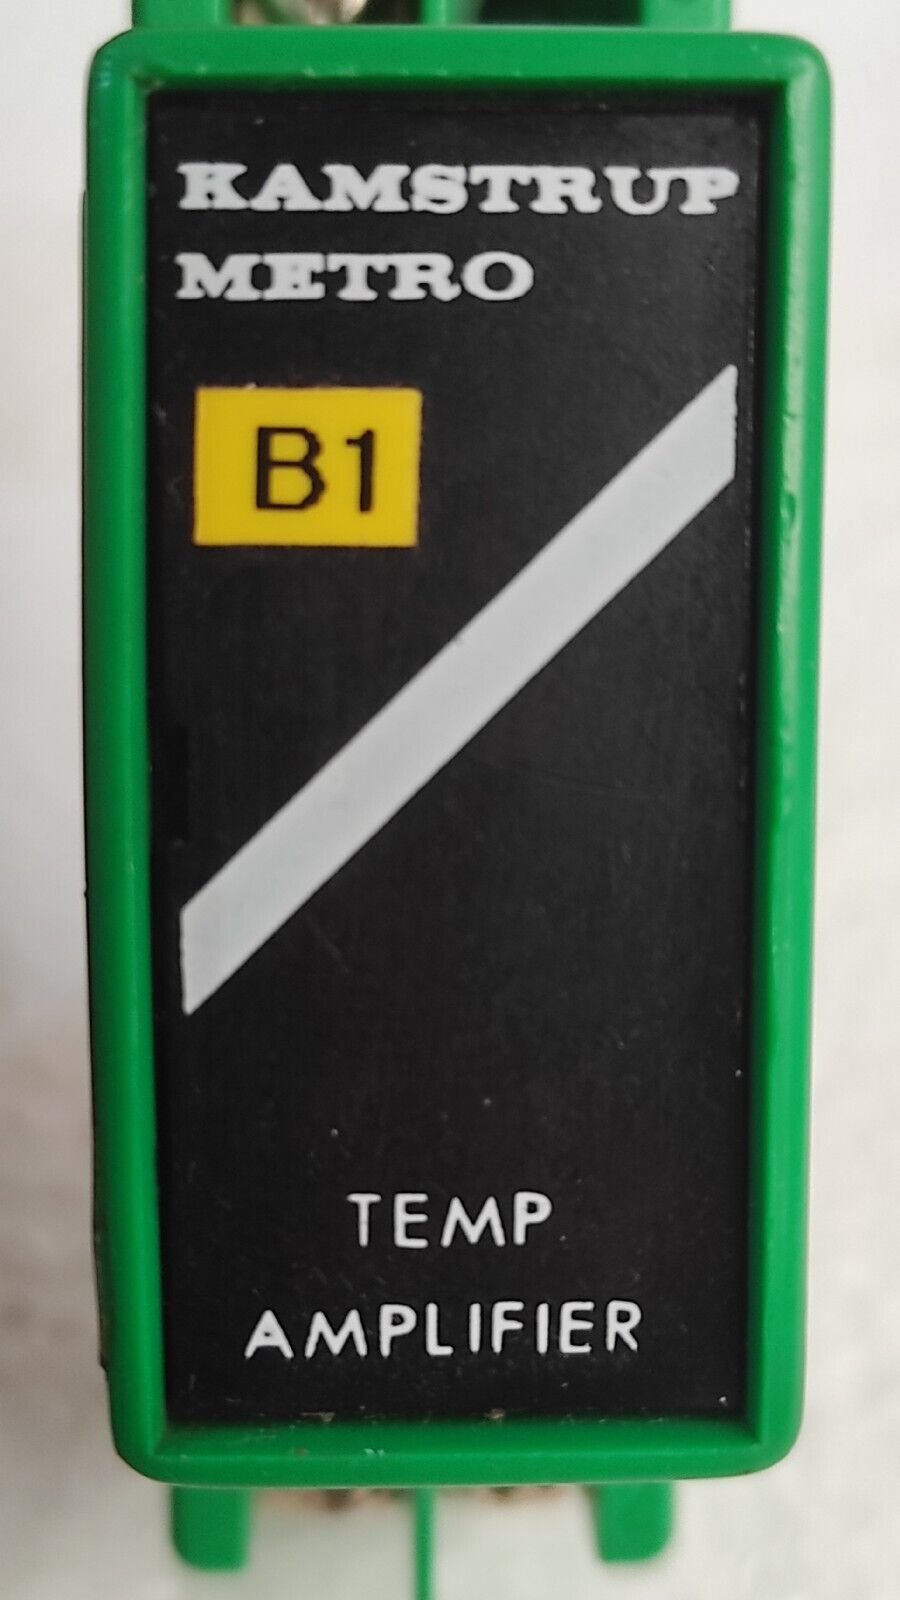 KAMSTRUP
METRO
B1
TEMP
AMPLIFIER